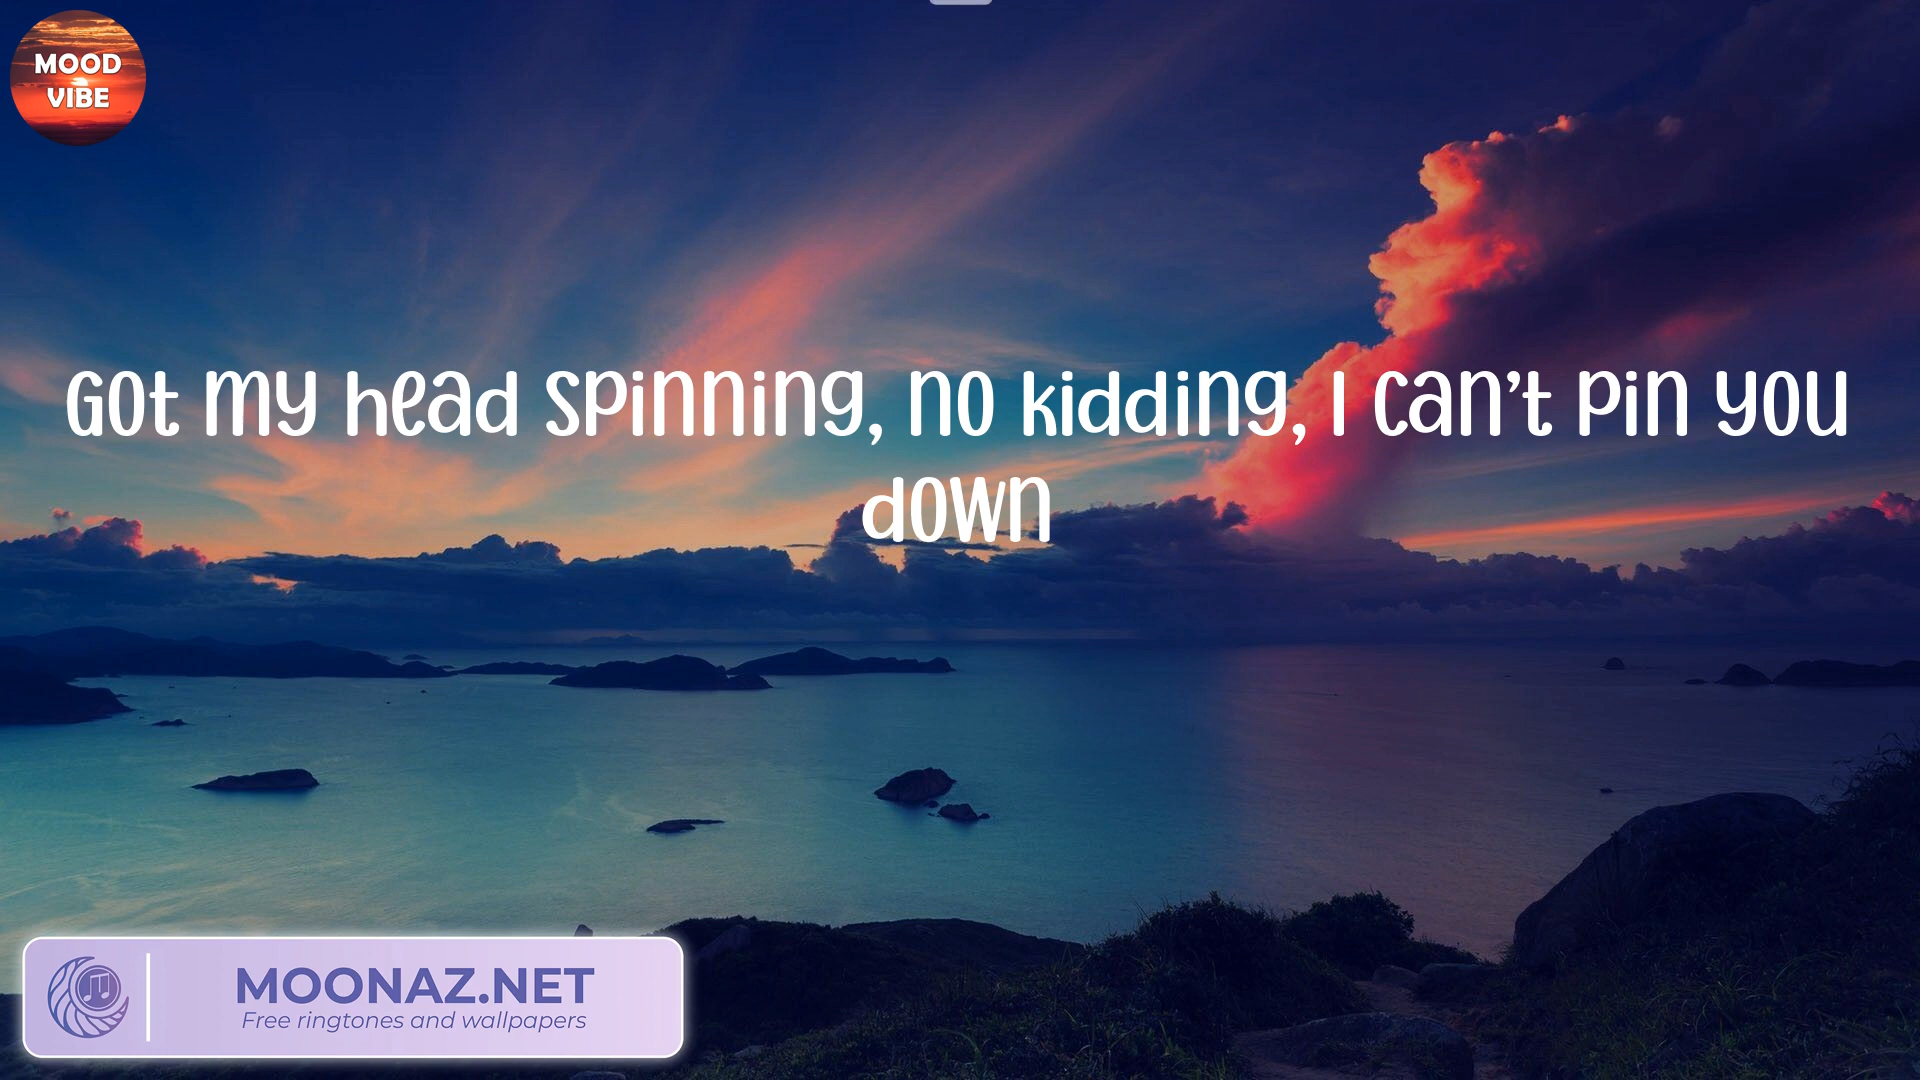 MOOD
VIBE
Got my head spinning, no kidding, I can't pin you
down
MOONAZ.NET
Free ringtones and wallpapers